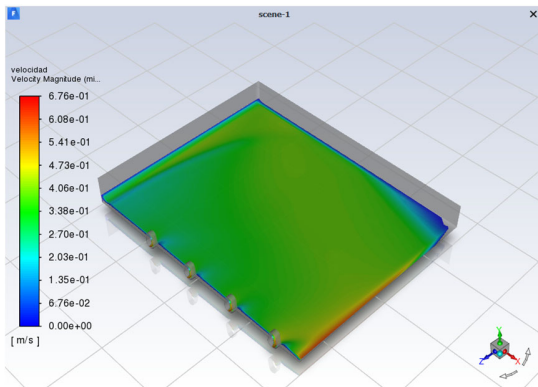 F
scene-1
velocidad
Velocity Magnitude (mi...
6.76e-01
6.08e-01
5.41e-01
4.73e-01
4.06e-01
3.38e-01
2.70e-01
2.03e-01
1.35e-01
6.76e-02
0.00e+00
[ m/s ]
Y
Z
X